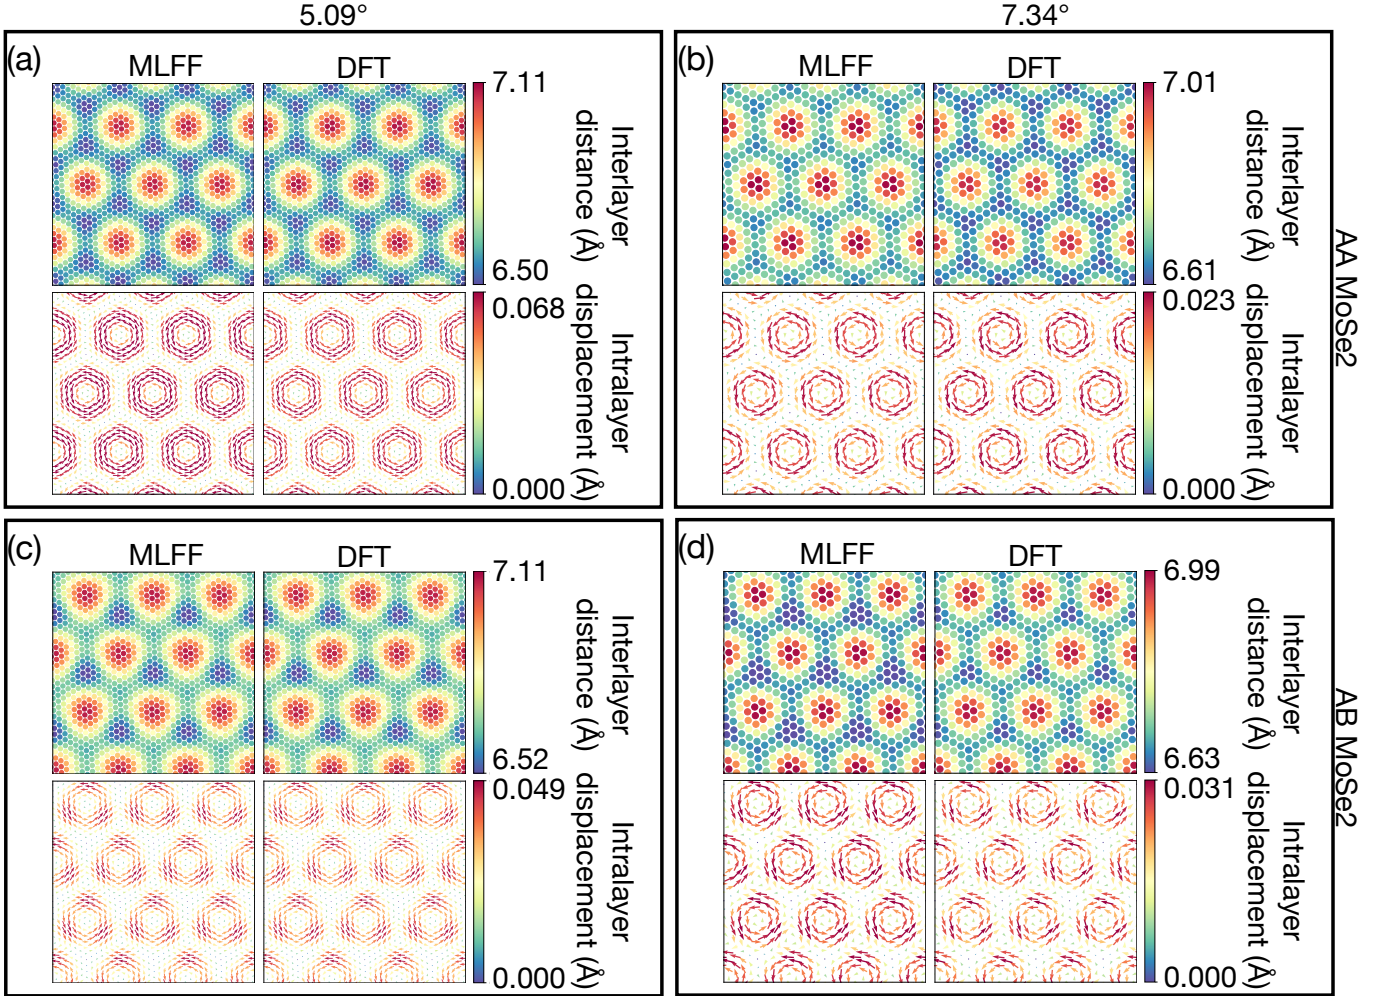 5.09°
7.34°
(a)
MLFF
DFT
7.11
6.50
Interlayer
distance (Å)
0.068
0.000
Intralayer
displacement (Å)
(b)
MLFF
DFT
7.01
6.61
Interlayer
distance (Å)
0.023
0.000
Intralayer
displacement (Å)
AA MoSe2
(c)
MLFF
DFT
7.11
6.52
Interlayer
distance (Å)
0.049
0.000
Intralayer
displacement (Å)
(d)
MLFF
DFT
6.99
6.63
Interlayer
distance (Å)
0.031
0.000
Intralayer
displacement (Å)
AB MoSe2